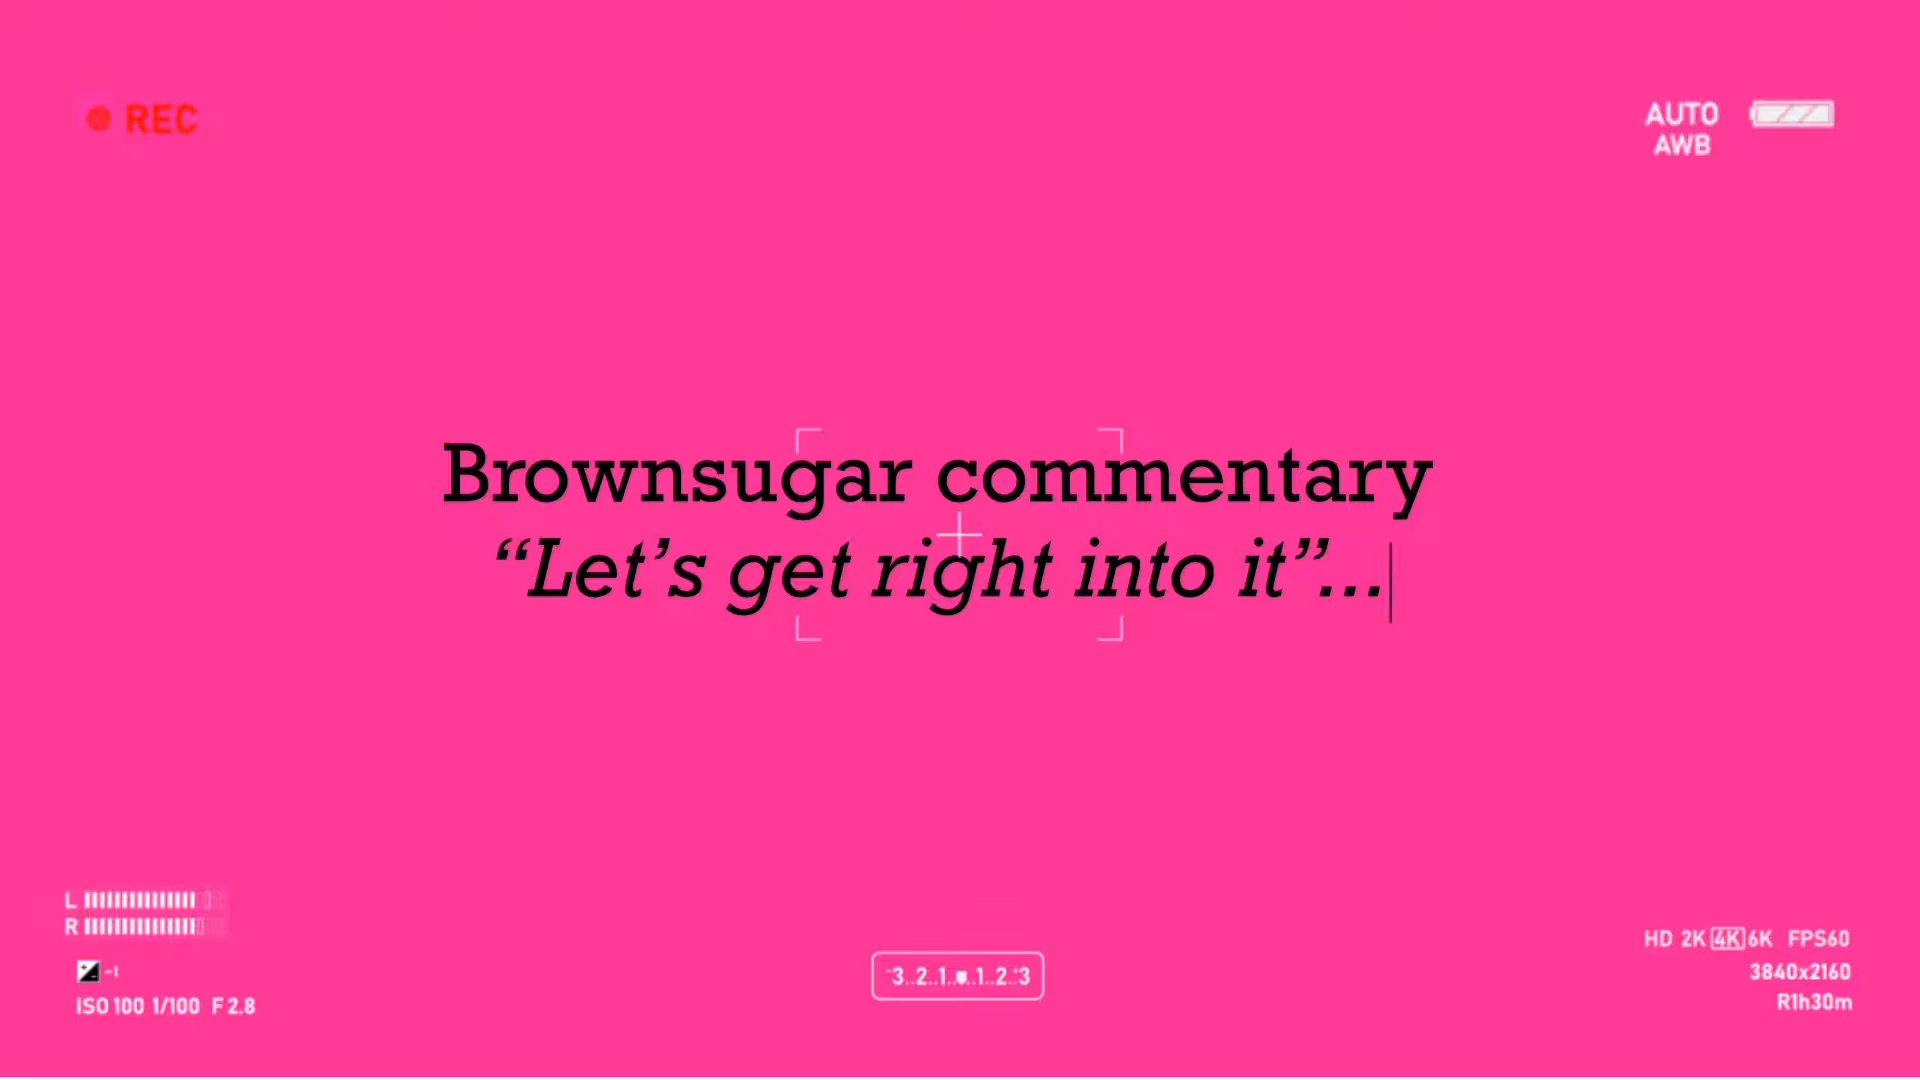 REC
AUTO
AWB
Brownsugar commentary
“Let’s get right into it”...
L
R
-1
ISO 100 1/100 F 2.8
-3..2..1..■..1..2..+3
HD 2K 4K 6K FPS60
3840x2160
R1h30m